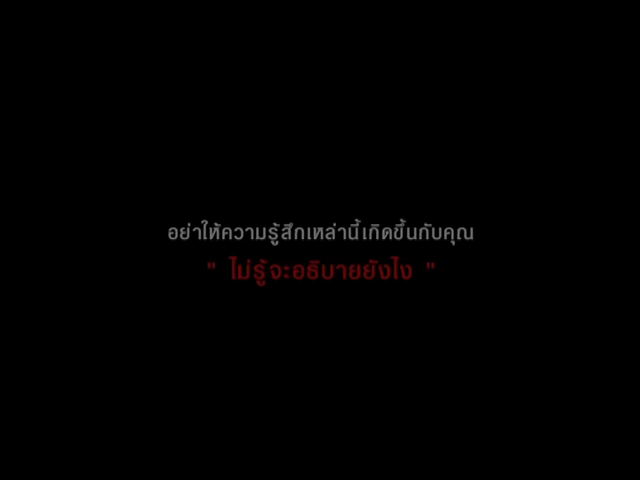 อย่าให้ความรู้สึกเหล่านี้เกิดขึ้นกับคุณ
" ไม่รู้จะอธิบายยังไง "